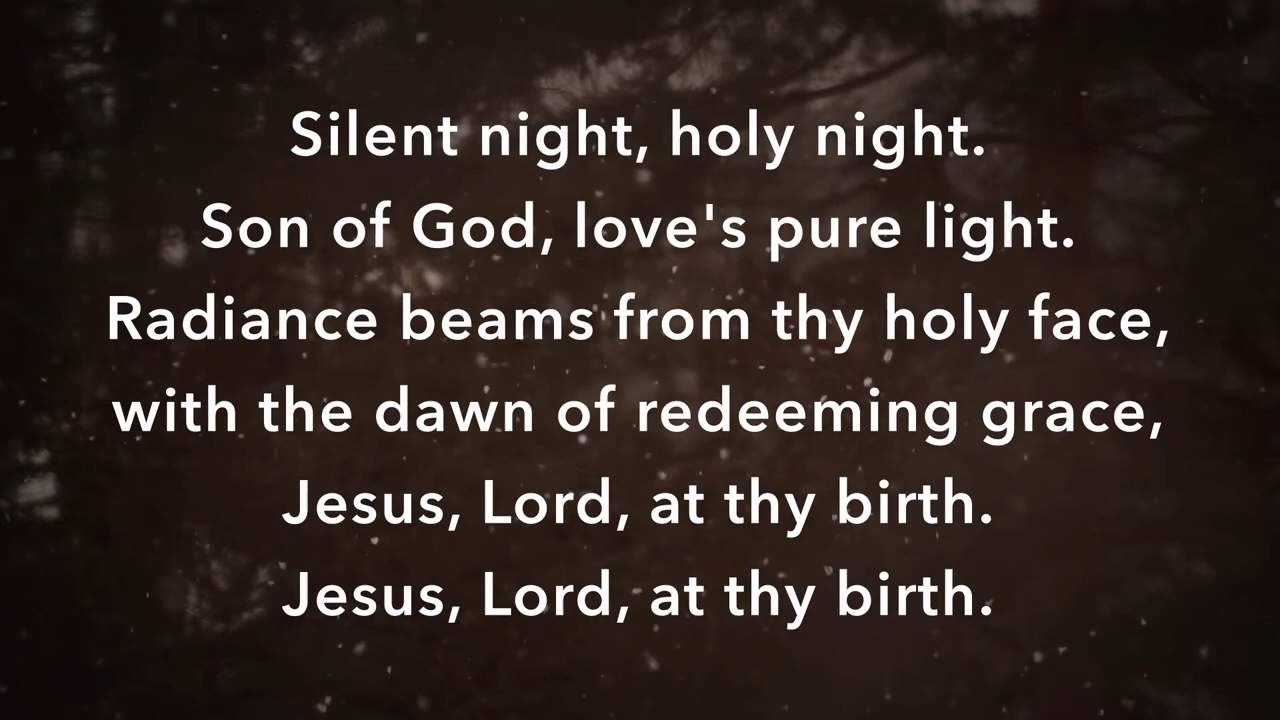 Silent night, holy night.
Son of God, love's pure light.
Radiance beams from thy holy face,
with the dawn of redeeming grace,
Jesus, Lord, at thy birth.
Jesus, Lord, at thy birth.